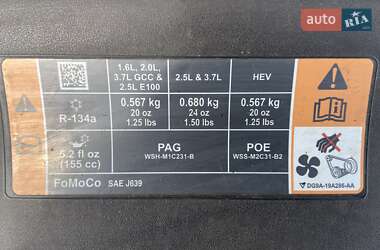 auto RIA
1.6L, 2.0L,
3.7L GCC &
2.5L E100
2.5L & 3.7L
HEV
R-134a
0.567 kg
20 oz
1.25 lbs
0.680 kg
24 oz
1.50 lbs
0.567 kg
20 oz
1.25 lbs
5.2 fl oz
(155 cc)
PAG
WSH-M1C231-B
POE
WSS-M2C31-B2
FoMoCo SAE J639
DG9A-19A296-AA